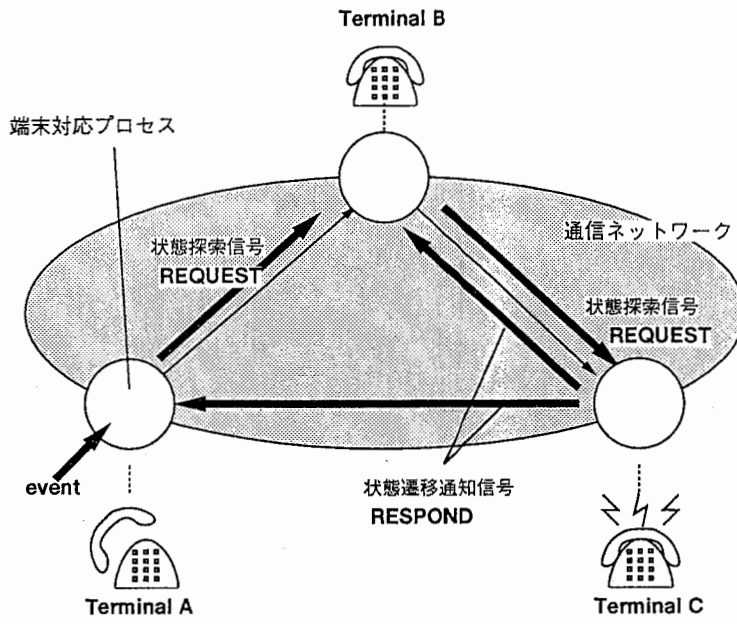 Terminal B
端末対応プロセス
通信ネットワーク
状態探索信号
REQUEST
状態探索信号
REQUEST
event
状態遷移通知信号
RESPOND
Terminal A
Terminal C